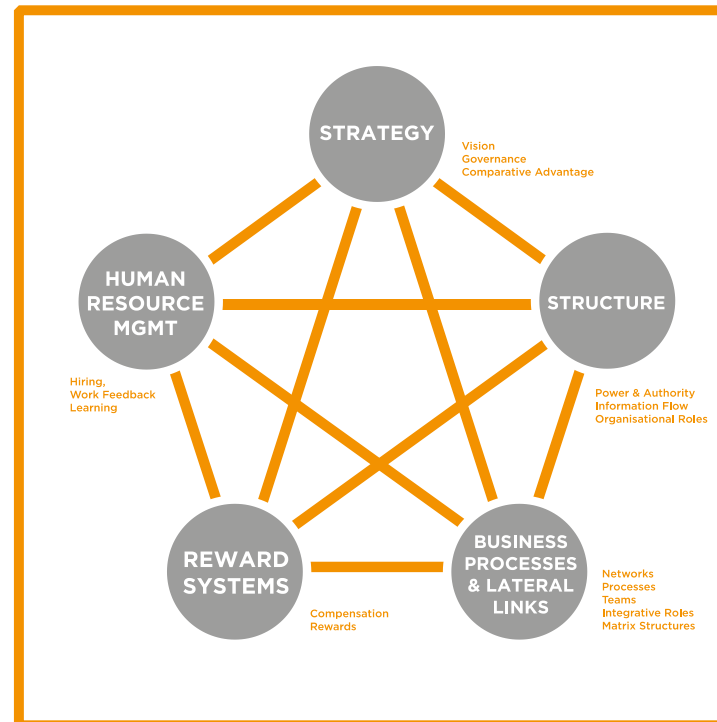 STRATEGY
Vision
Governance
Comparative Advantage
HUMAN
RESOURCE
MGMT
STRUCTURE
Hiring,
Work Feedback
Learning
Power & Authority
Information Flow
Organisational Roles
REWARD
SYSTEMS
BUSINESS
PROCESSES
& LATERAL
LINKS
Compensation
Rewards
Networks
Processes
Teams
Integrative Roles
Matrix Structures